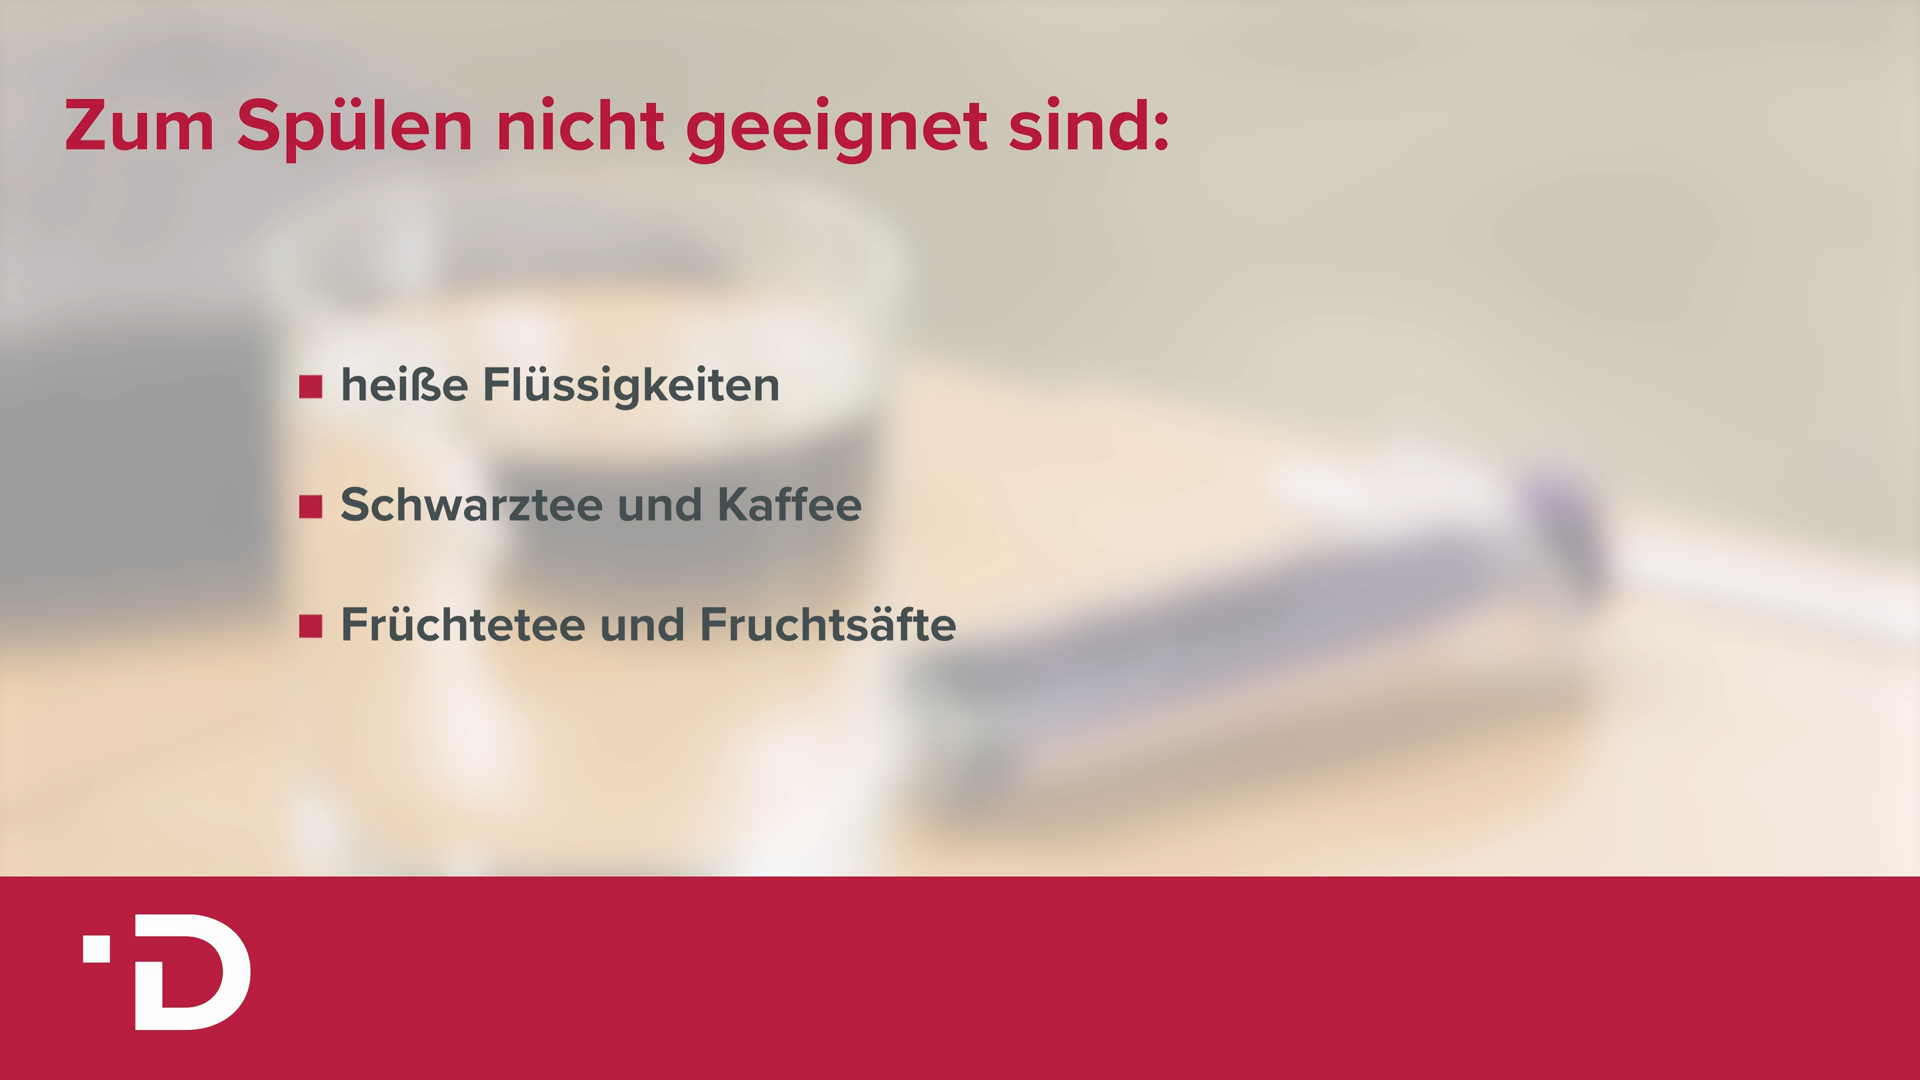 Zum Spülen nicht geeignet sind:
heiße Flüssigkeiten
Schwarztee und Kaffee
Früchtetee und Fruchtsäfte
D